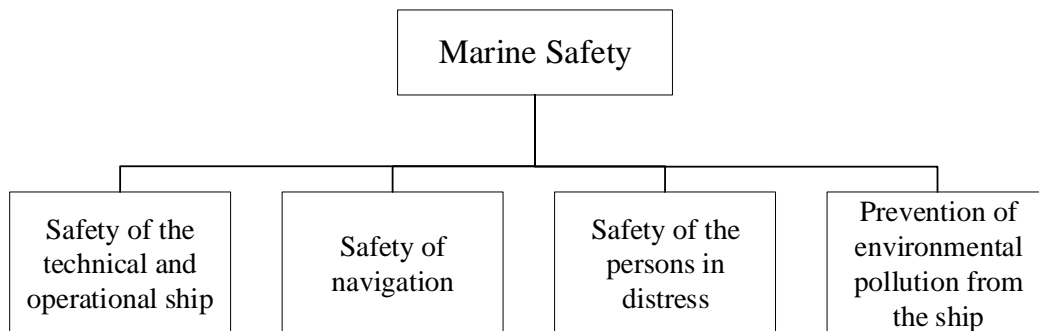 Marine Safety
Safety of the
technical and
operational ship
Safety of
navigation
Safety of the
persons in
distress
Prevention of
environmental
pollution from
the ship